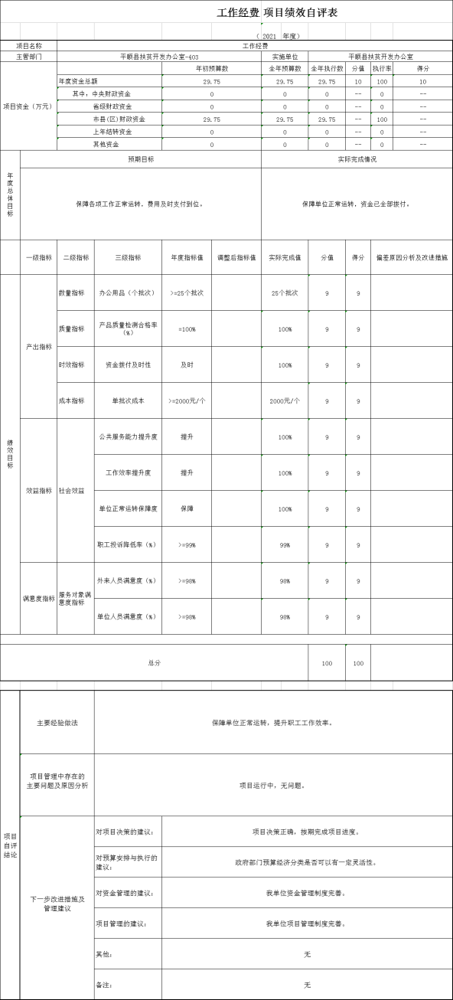 工作经费 项目绩效自评表
( 2021 年度)
项目名称 工作经费
主管部门 平顺县扶贫开发办公室-403 实施单位 平顺县扶贫开发办公室
项目资金（万元） 年初预算数 全年预算数 全年执行数 分值 执行率 得分
年度资金总额 29.75 29.75 29.75 10 100 10
其中：中央财政资金 0 0 0 -- 0 --
省级财政资金 0 0 0 -- 0 --
市县(区)财政资金 29.75 29.75 29.75 -- 100 --
上年结转资金 0 0 0 -- 0 --
其他资金 0 0 0 -- 0 --
年度总体目标 预期目标 实际完成情况
保障各项工作正常运转，费用及时支付到位。 保障单位正常运转，资金已全部拨付。
一级指标 二级指标 三级指标 年度指标值 调整后指标值 实际完成值 分值 得分 偏差原因分析及改进措施
绩效目标
产出指标
数量指标 办公用品（个批次） >=25个批次 25个批次 9 9
质量指标 产品质量检测合格率（%） =100% 100% 9 9
时效指标 资金拨付及时性 及时 100% 9 9
成本指标 单批次成本 >=2000元/个 2000元/个 9 9
效益指标 社会效益
公共服务能力提升度 提升 100% 9 9
工作效率提升度 提升 100% 9 9
单位正常运转保障度 保障 100% 9 9
职工投诉降低率（%） >=99% 99% 9 9
满意度指标 服务对象满意度指标
外来人员满意度（%） >=98% 98% 9 9
单位人员满意度（%） >=98% 98% 9 9
总分 100 100
项目自评结论
主要经验做法 保障单位正常运转，提升职工工作效率。
项目管理中存在的主要问题及原因分析 项目运行中，无问题。
下一步改进措施及管理建议
对项目决策的建议： 项目决策正确，按期完成项目进度。
对预算安排与执行的建议： 政府部门预算经济分类是否可以有一定灵活性。
对资金管理的建议： 我单位资金管理制度完善。
项目管理的建议： 我单位项目管理制度完善。
其他： 无
备注： 无